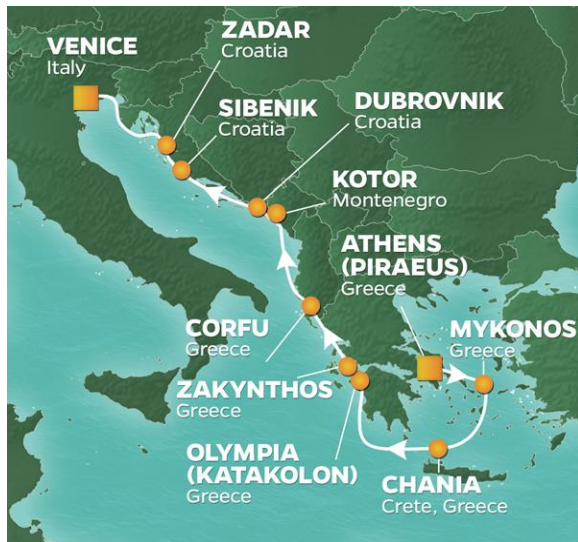 VENICE
Italy
ZADAR
Croatia
SIBENIK
Croatia
DUBROVNIK
Croatia
KOTOR
Montenegro
ATHENS
(PIRAEUS)
Greece
MYKONOS
Greece
CORFU
Greece
ZAKYNTHOS
Greece
OLYMPIA
(KATAKOLON)
Greece
CHANIA
Crete, Greece